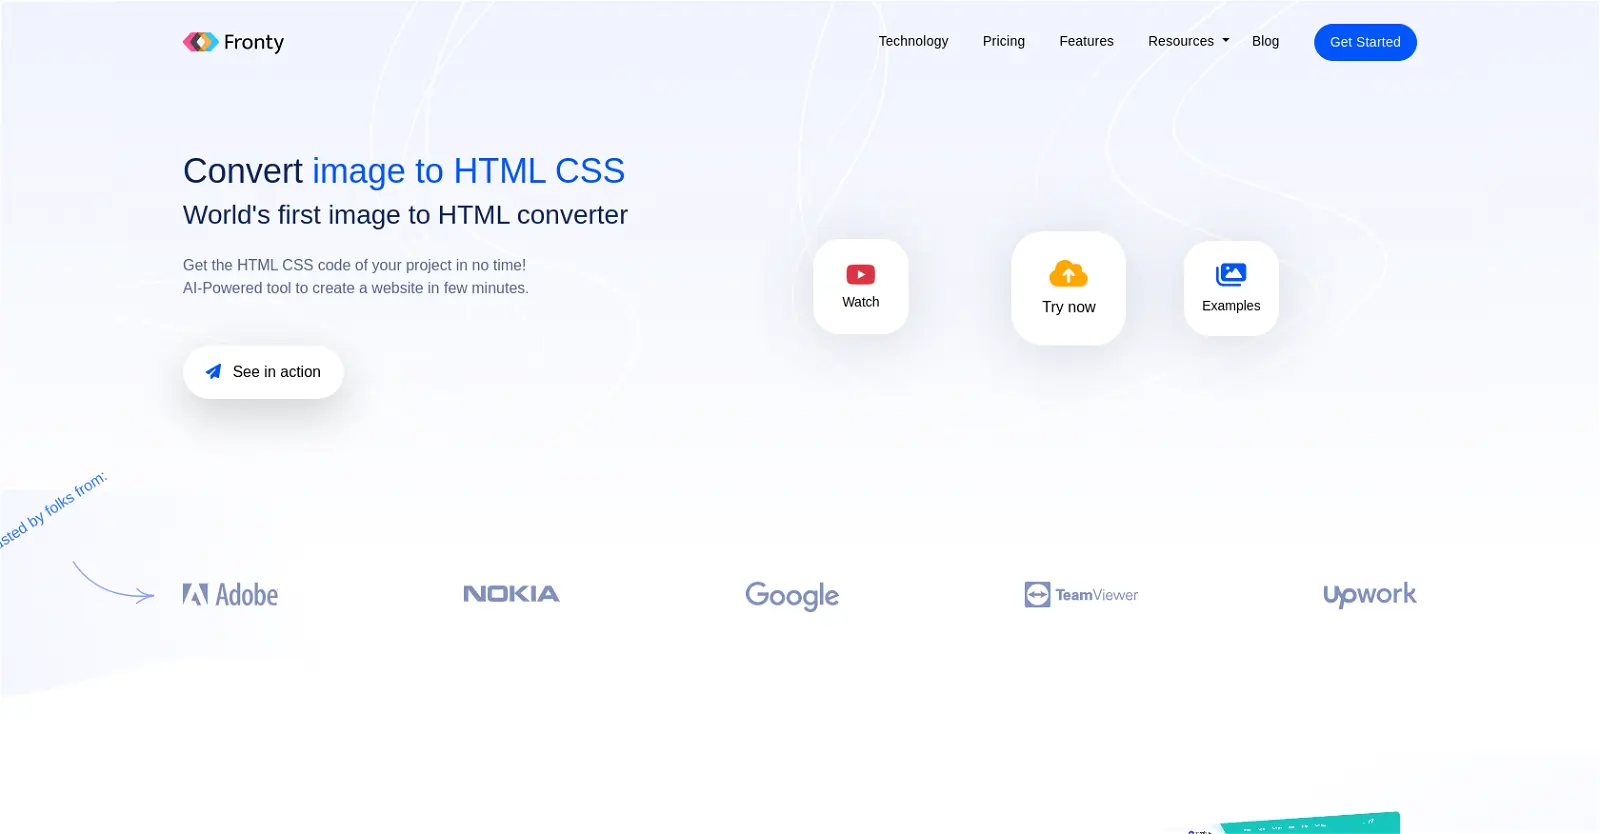 Fronty
Technology Pricing Features Resources Blog Get Started
Convert image to HTML CSS
World's first image to HTML converter
Get the HTML CSS code of your project in no time!
AI-Powered tool to create a website in few minutes.
See in action
Watch
Try now
Examples
by folks from:
Adobe
NOKIA
Google
TeamViewer
Upwork